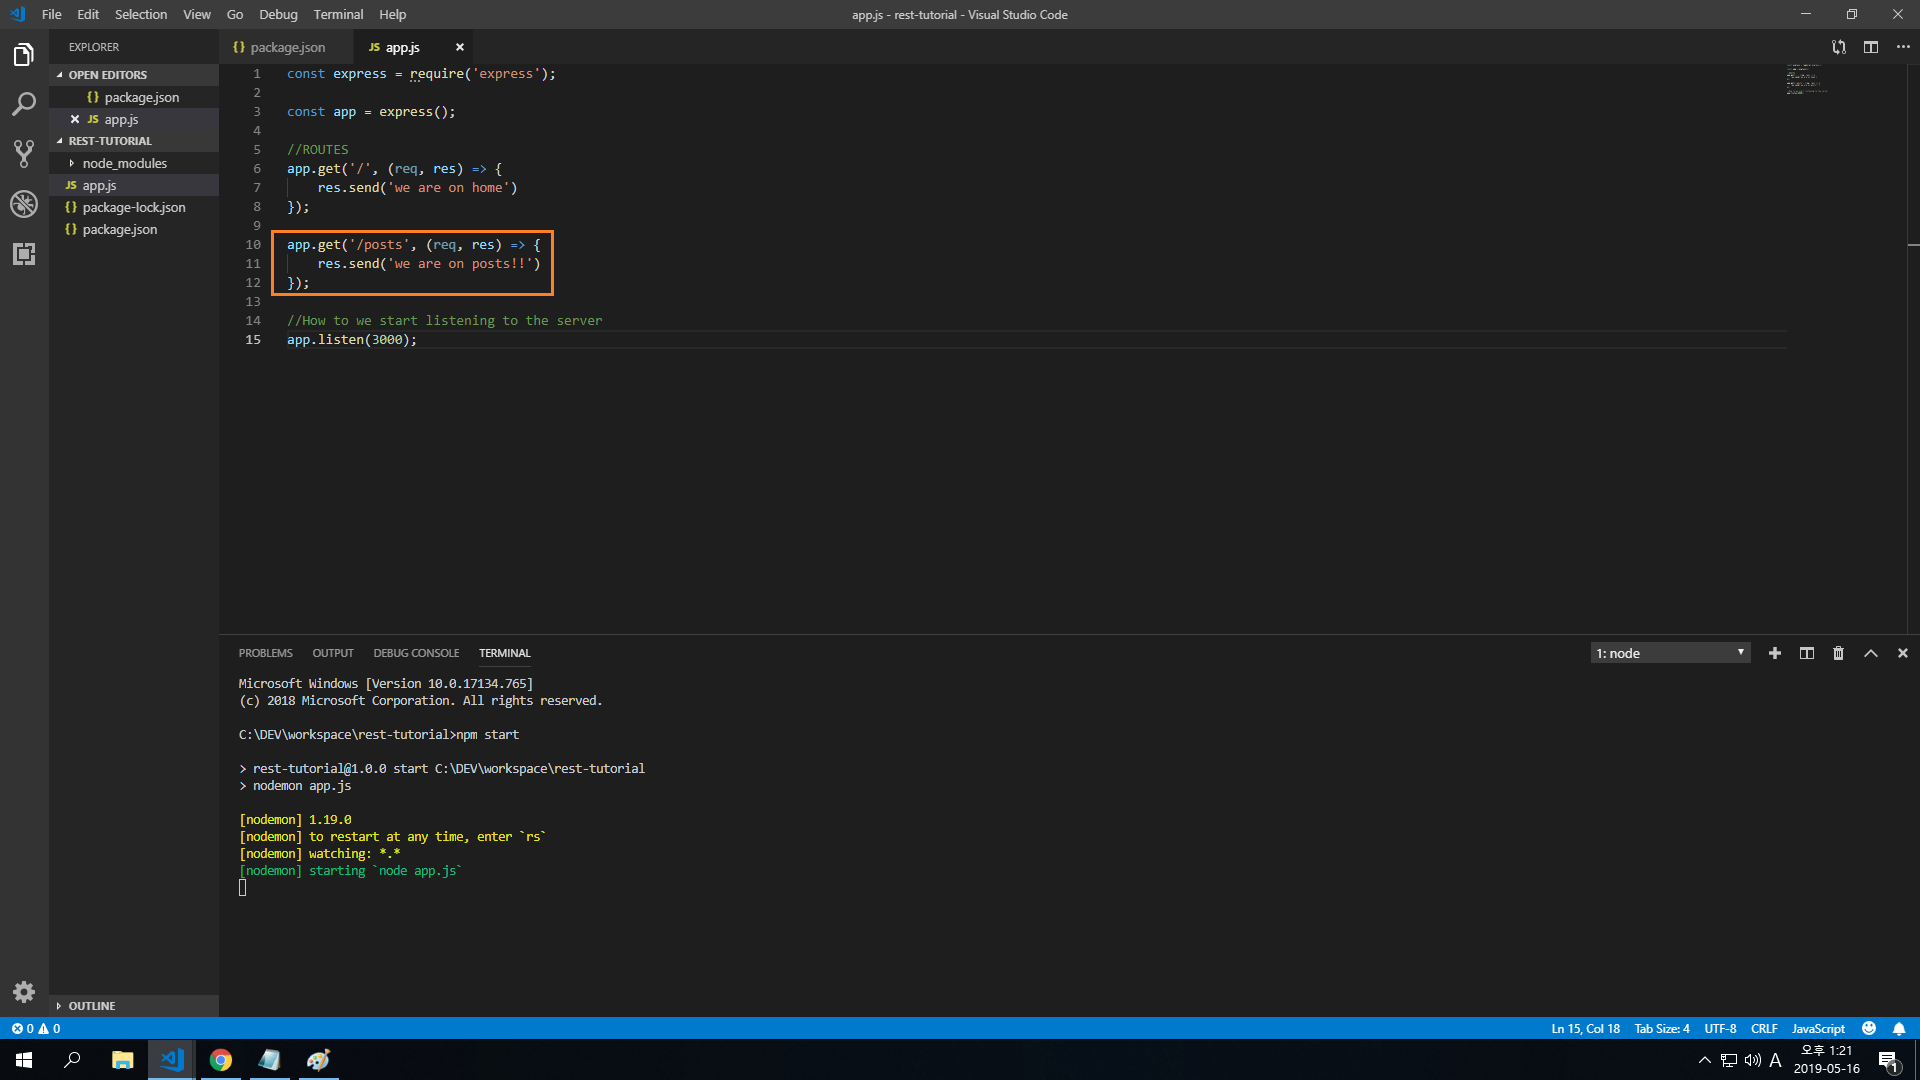 File Edit Selection View Go Debug Terminal Help
app.js - rest-tutorial - Visual Studio Code
EXPLORER
OPEN EDITORS
{} package.json
JS app.js
REST-TUTORIAL
node_modules
JS app.js
{} package-lock.json
{} package.json
OUTLINE
{} package.json
JS app.js
1 const express = require('express');
2
3 const app = express();
4
5 //ROUTES
6 app.get('/', (req, res) => {
7 res.send('we are on home')
8 });
9
10 app.get('/posts', (req, res) => {
11 res.send('we are on posts!!')
12 });
13
14 //How to we start listening to the server
15 app.listen(3000);
PROBLEMS OUTPUT DEBUG CONSOLE TERMINAL
1: node
Microsoft Windows [Version 10.0.17134.765]
(c) 2018 Microsoft Corporation. All rights reserved.
C:\DEV\workspace\rest-tutorial>npm start
> rest-tutorial@1.0.0 start C:\DEV\workspace\rest-tutorial
> nodemon app.js
[nodemon] 1.19.0
[nodemon] to restart at any time, enter `rs`
[nodemon] watching: *.*
[nodemon] starting `node app.js`
0 0
Ln 15, Col 18 Tab Size: 4 UTF-8 CRLF JavaScript
A
오후 1:21
2019-05-16
1